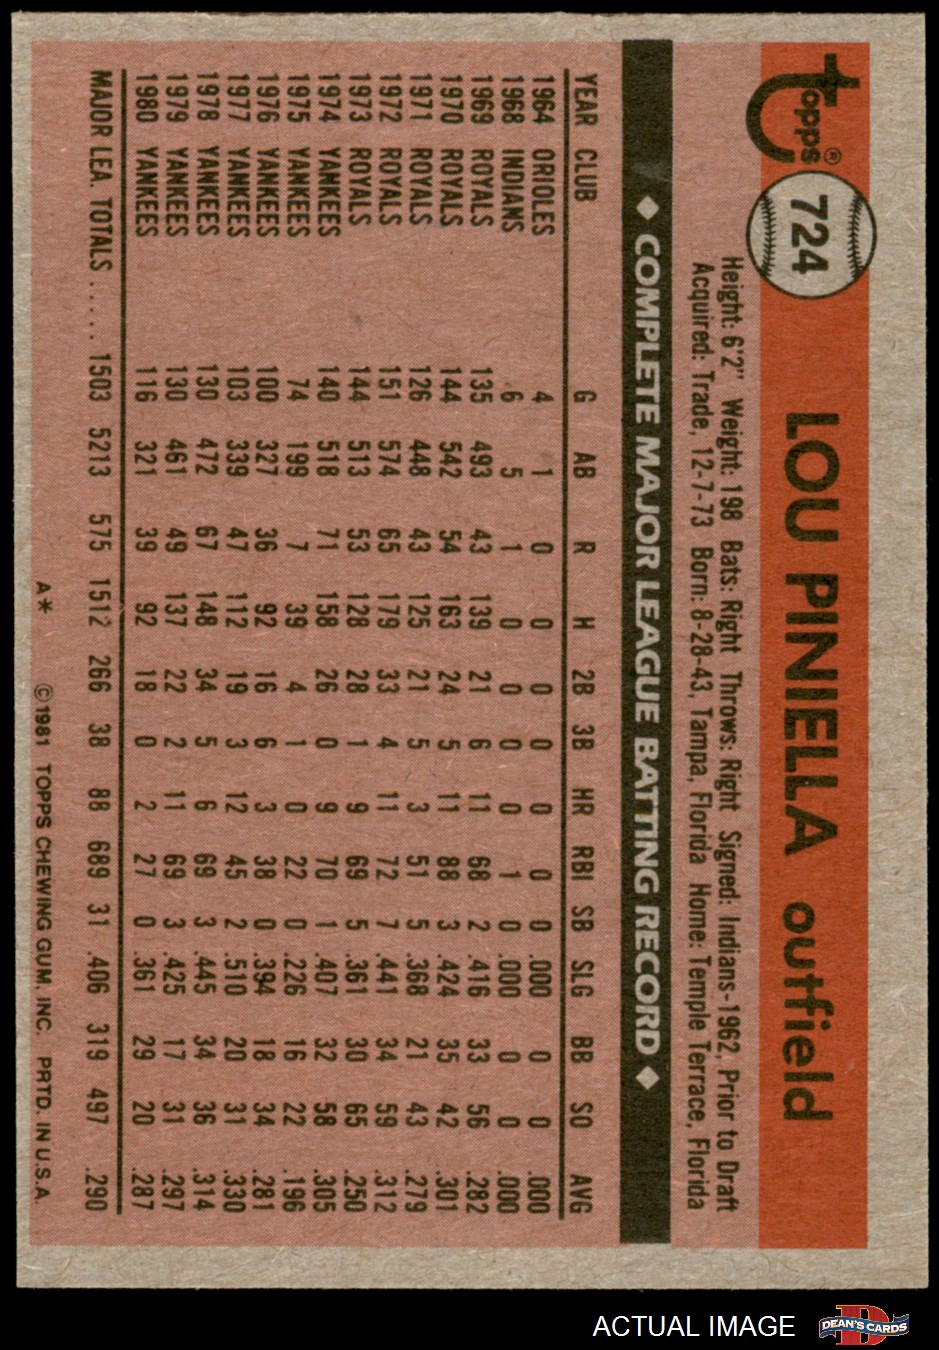 topps®
724
LOU PINIELLA outfield
Height: 6'2" Weight: 198 Bats: Right Throws: Right Signed: Indians-1962, Prior to Draft
Acquired: Trade, 12-7-73 Born: 8-28-43, Tampa, Florida Home: Temple Terrace, Florida
◆ COMPLETE MAJOR LEAGUE BATTING RECORD ◆
YEAR CLUB G AB R H 2B 3B HR RBI SB SLG BB SO AVG
1964 ORIOLES 4 1 0 0 0 0 0 0 0 .000 0 0 .000
1968 INDIANS 6 5 1 0 0 0 0 1 0 .000 0 0 .000
1969 ROYALS 135 493 43 139 21 6 11 68 2 .416 33 56 .282
1970 ROYALS 144 542 54 163 24 5 11 88 3 .424 35 42 .301
1971 ROYALS 126 448 43 125 21 5 3 51 5 .368 21 43 .279
1972 ROYALS 151 574 65 179 33 4 11 72 7 .441 34 59 .312
1973 ROYALS 144 513 53 128 28 1 9 69 5 .361 30 65 .250
1974 YANKEES 140 518 71 158 26 0 9 70 1 .407 32 58 .305
1975 YANKEES 74 199 7 39 4 1 0 22 0 .226 16 22 .196
1976 YANKEES 100 327 36 92 16 6 3 38 0 .394 18 34 .281
1977 YANKEES 103 339 47 112 19 3 12 45 2 .510 20 31 .330
1978 YANKEES 130 472 67 148 34 5 6 69 3 .445 34 36 .314
1979 YANKEES 130 461 49 137 22 2 11 69 3 .425 17 31 .297
1980 YANKEES 116 321 39 92 18 0 2 27 0 .361 29 20 .287
MAJOR LEA. TOTALS ..... 1503 5213 575 1512 266 38 88 689 31 .406 319 497 .290
A* ©1981 TOPPS CHEWING GUM, INC. PRTD. IN U.S.A.
ACTUAL IMAGE
D
DEAN'S CARDS